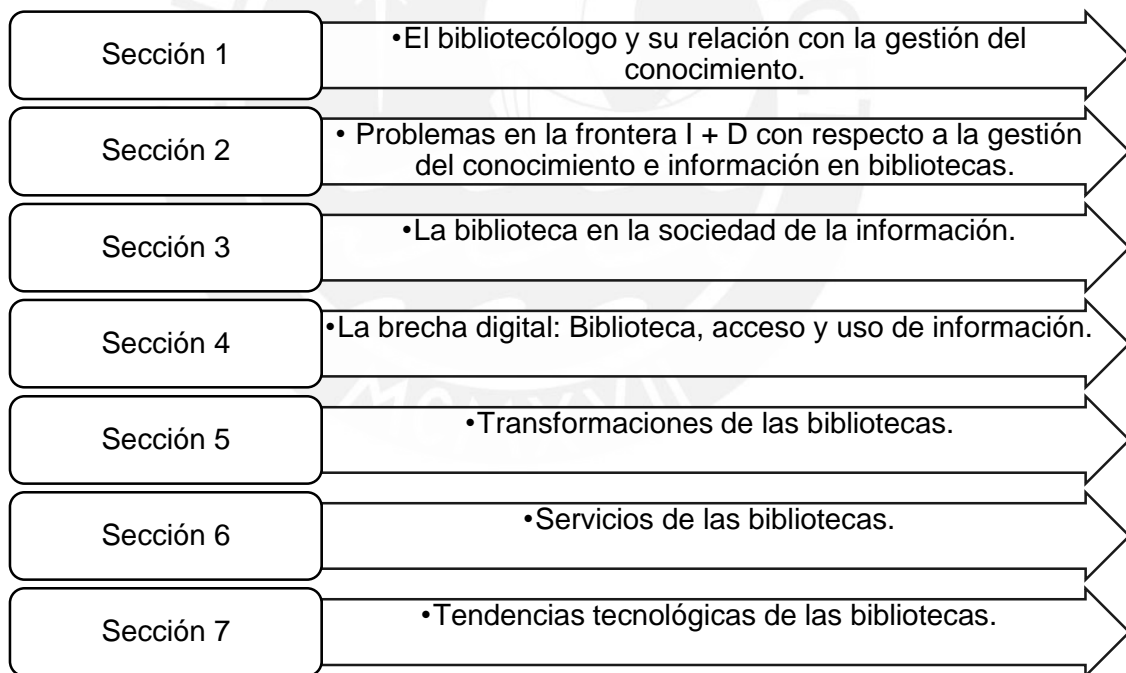 Sección 1
•El bibliotecólogo y su relación con la gestión del
conocimiento.
Sección 2
• Problemas en la frontera I + D con respecto a la gestión
del conocimiento e información en bibliotecas.
Sección 3
•La biblioteca en la sociedad de la información.
Sección 4
•La brecha digital: Biblioteca, acceso y uso de información.
Sección 5
•Transformaciones de las bibliotecas.
Sección 6
•Servicios de las bibliotecas.
Sección 7
•Tendencias tecnológicas de las bibliotecas.